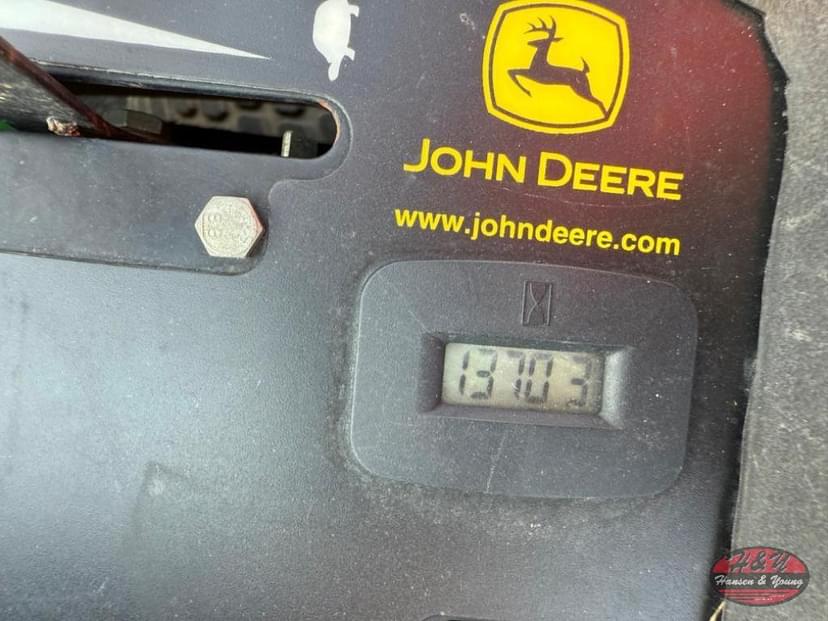 JOHN DEERE
www.johndeere.com
1370.3
H&Y
Hansen & Young